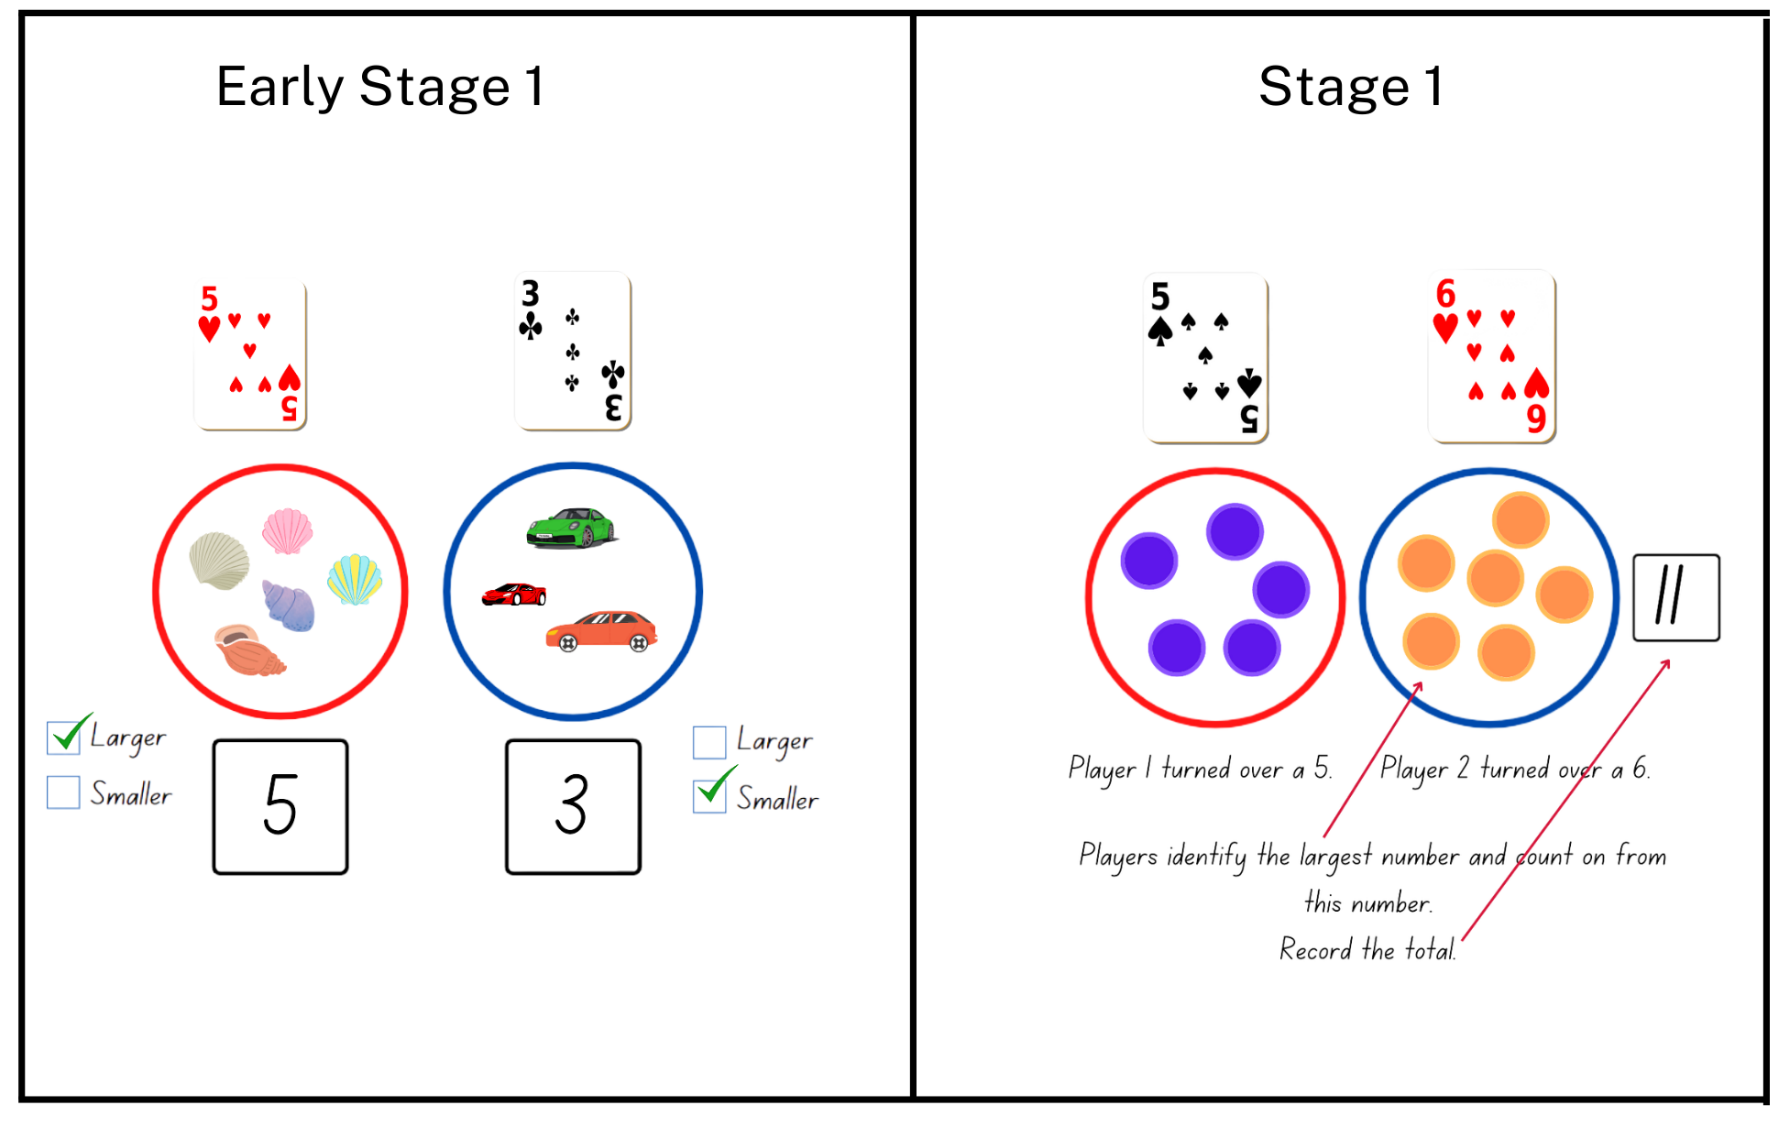 Early Stage 1
5
5
3
3
Larger
Smaller
5
3
Larger
Smaller
Stage 1
5
5
6
6
11
Player 1 turned over a 5.
Player 2 turned over a 6.
Players identify the largest number and count on from
this number.
Record the total.